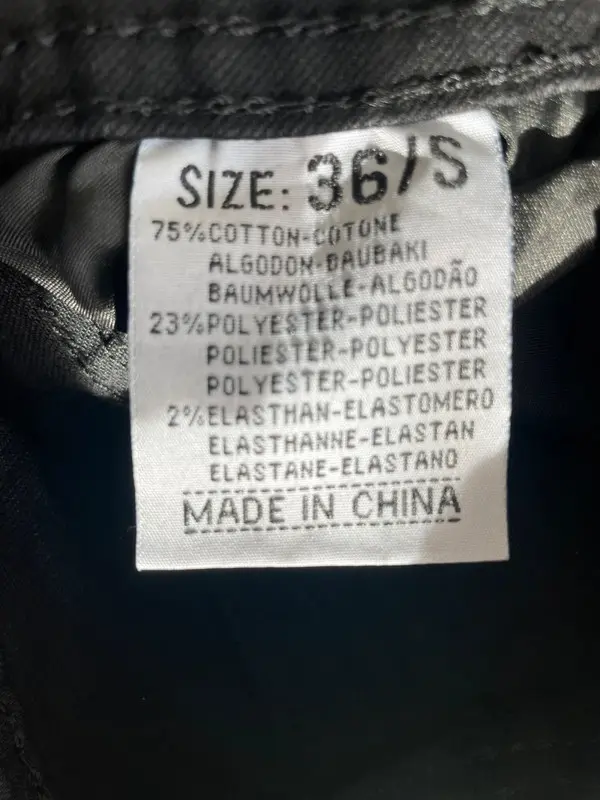 SIZE: 36/S
75%COTTON-COTONE
ALGODON-BAUBAKI
BAUMWOLLE-ALGODÃO
23%POLYESTER-POLIESTER
POLIESTER-POLYESTER
POLYESTER-POLIESTER
2%ELASTHAN-ELASTOMERO
ELASTHANNE-ELASTAN
ELASTANE-ELASTANO
MADE IN CHINA